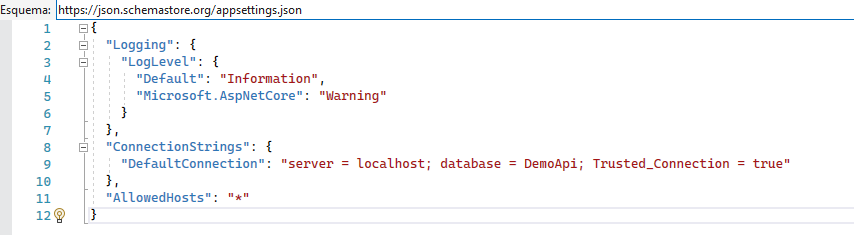 Esquema: https://json.schemastore.org/appsettings.json
1 {
2 "Logging": {
3 "LogLevel": {
4 "Default": "Information",
5 "Microsoft.AspNetCore": "Warning"
6 }
7 },
8 "ConnectionStrings": {
9 "DefaultConnection": "server = localhost; database = DemoApi; Trusted_Connection = true"
10 },
11 "AllowedHosts": "*"
12 }